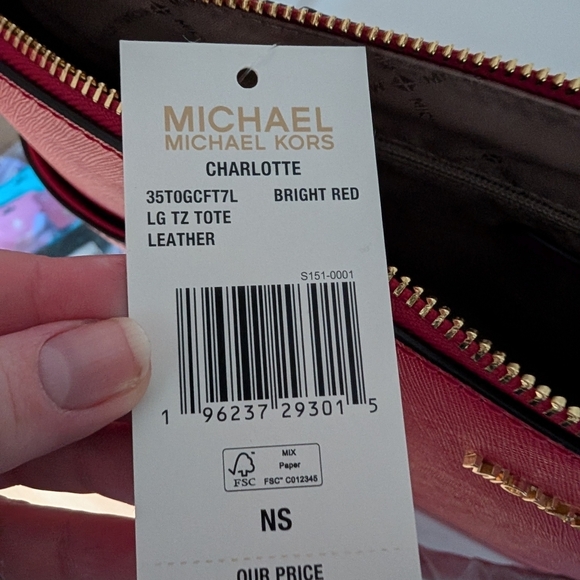 MICHAEL
MICHAEL KORS
CHARLOTTE
35T0GCFT7L BRIGHT RED
LG TZ TOTE
LEATHER
S151-0001
1 96237 29301 5
FSC
MIX
Paper
FSC™ C012345
NS
OUR PRICE